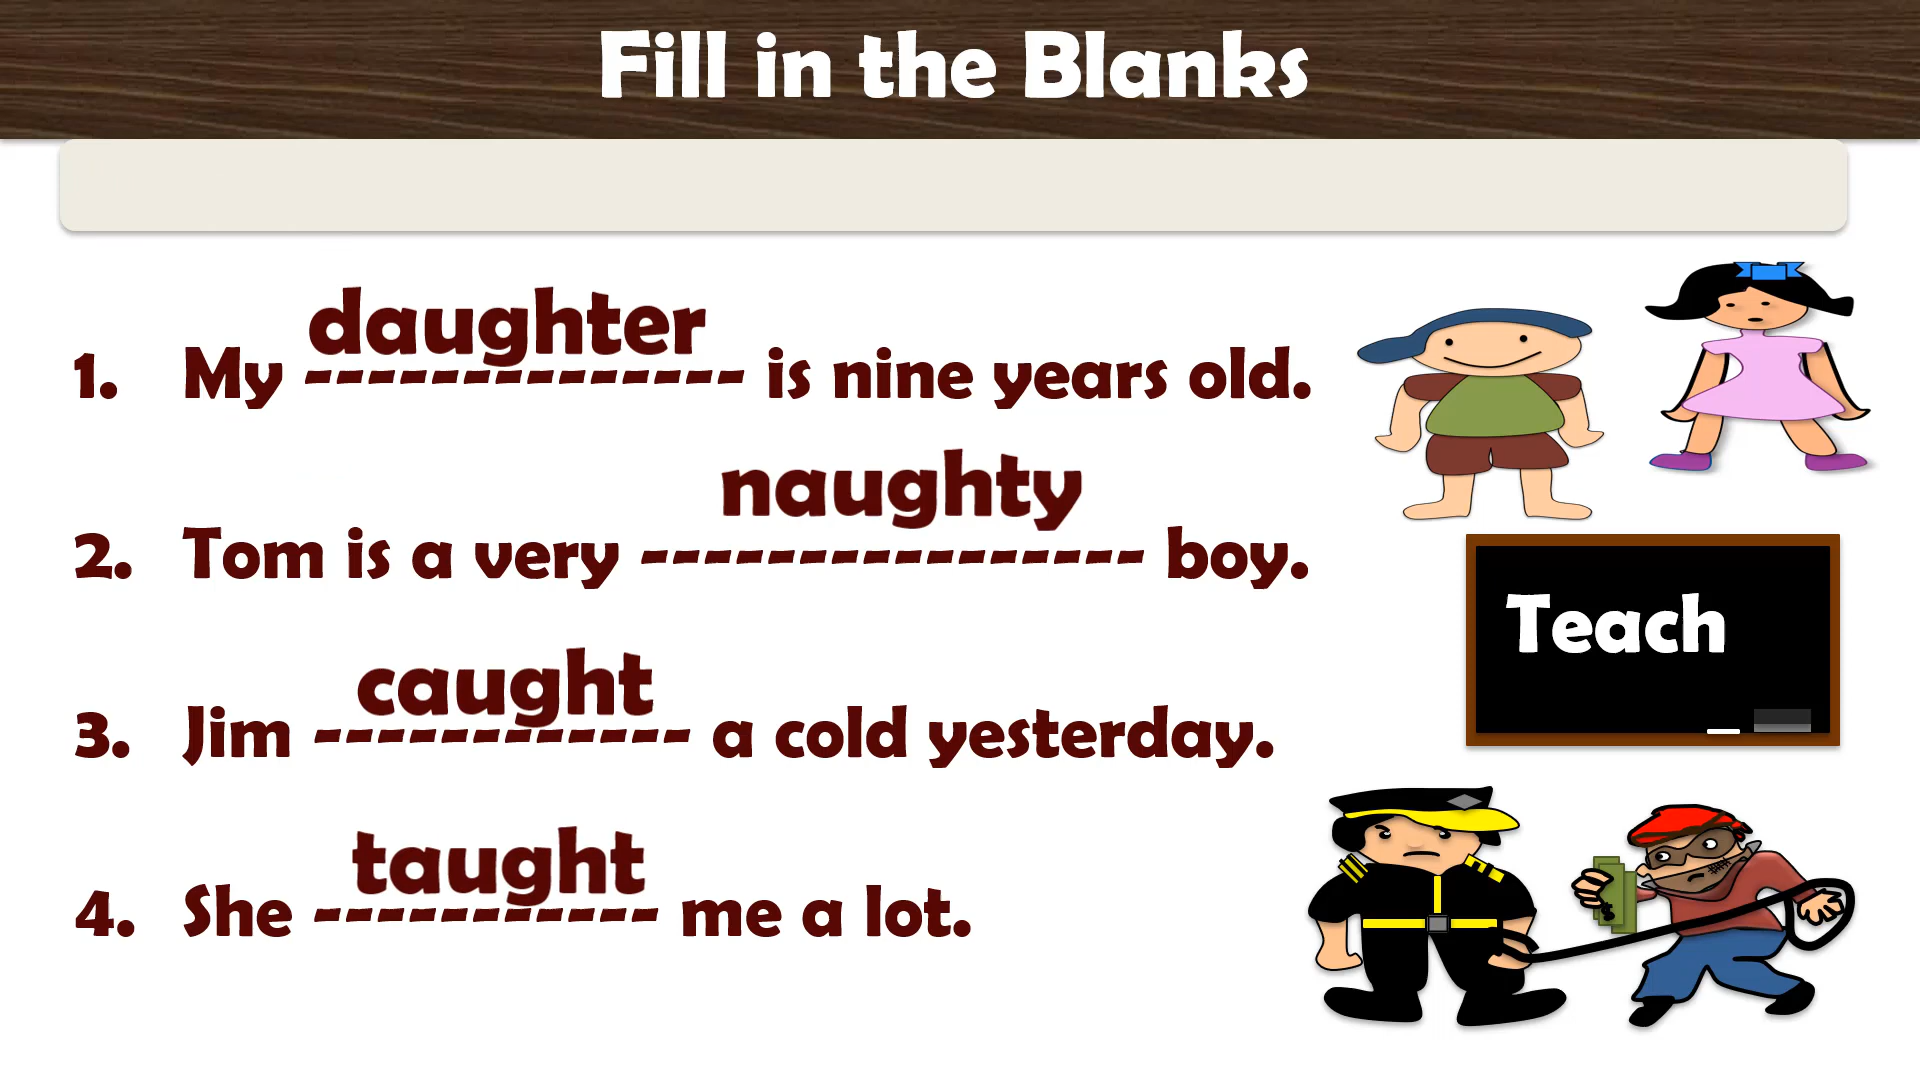 Fill in the Blanks
daughter
1. My -------------- is nine years old.
naughty
2. Tom is a very ---------------- boy.
Teach
caught
3. Jim ------------ a cold yesterday.
taught
4. She ----------- me a lot.